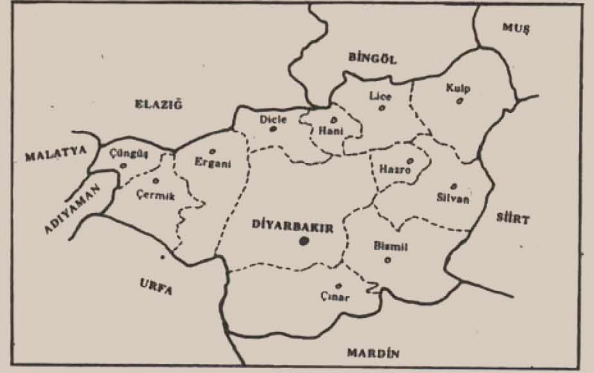 MUŞ
BİNGÖL
Kulp
Lice
ELAZIĞ
Dicle
Hani
MALATYA
Çüngüş
Ergani
Hazro
Çermik
Silvan
ADIYAMAN
SİİRT
DİYARBAKIR
Bismil
URFA
Çınar
MARDİN